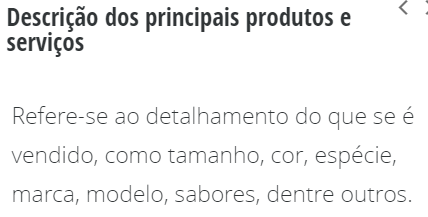 Descrição dos principais produtos e
serviços
Refere-se ao detalhamento do que se é
vendido, como tamanho, cor, espécie,
marca, modelo, sabores, dentre outros.